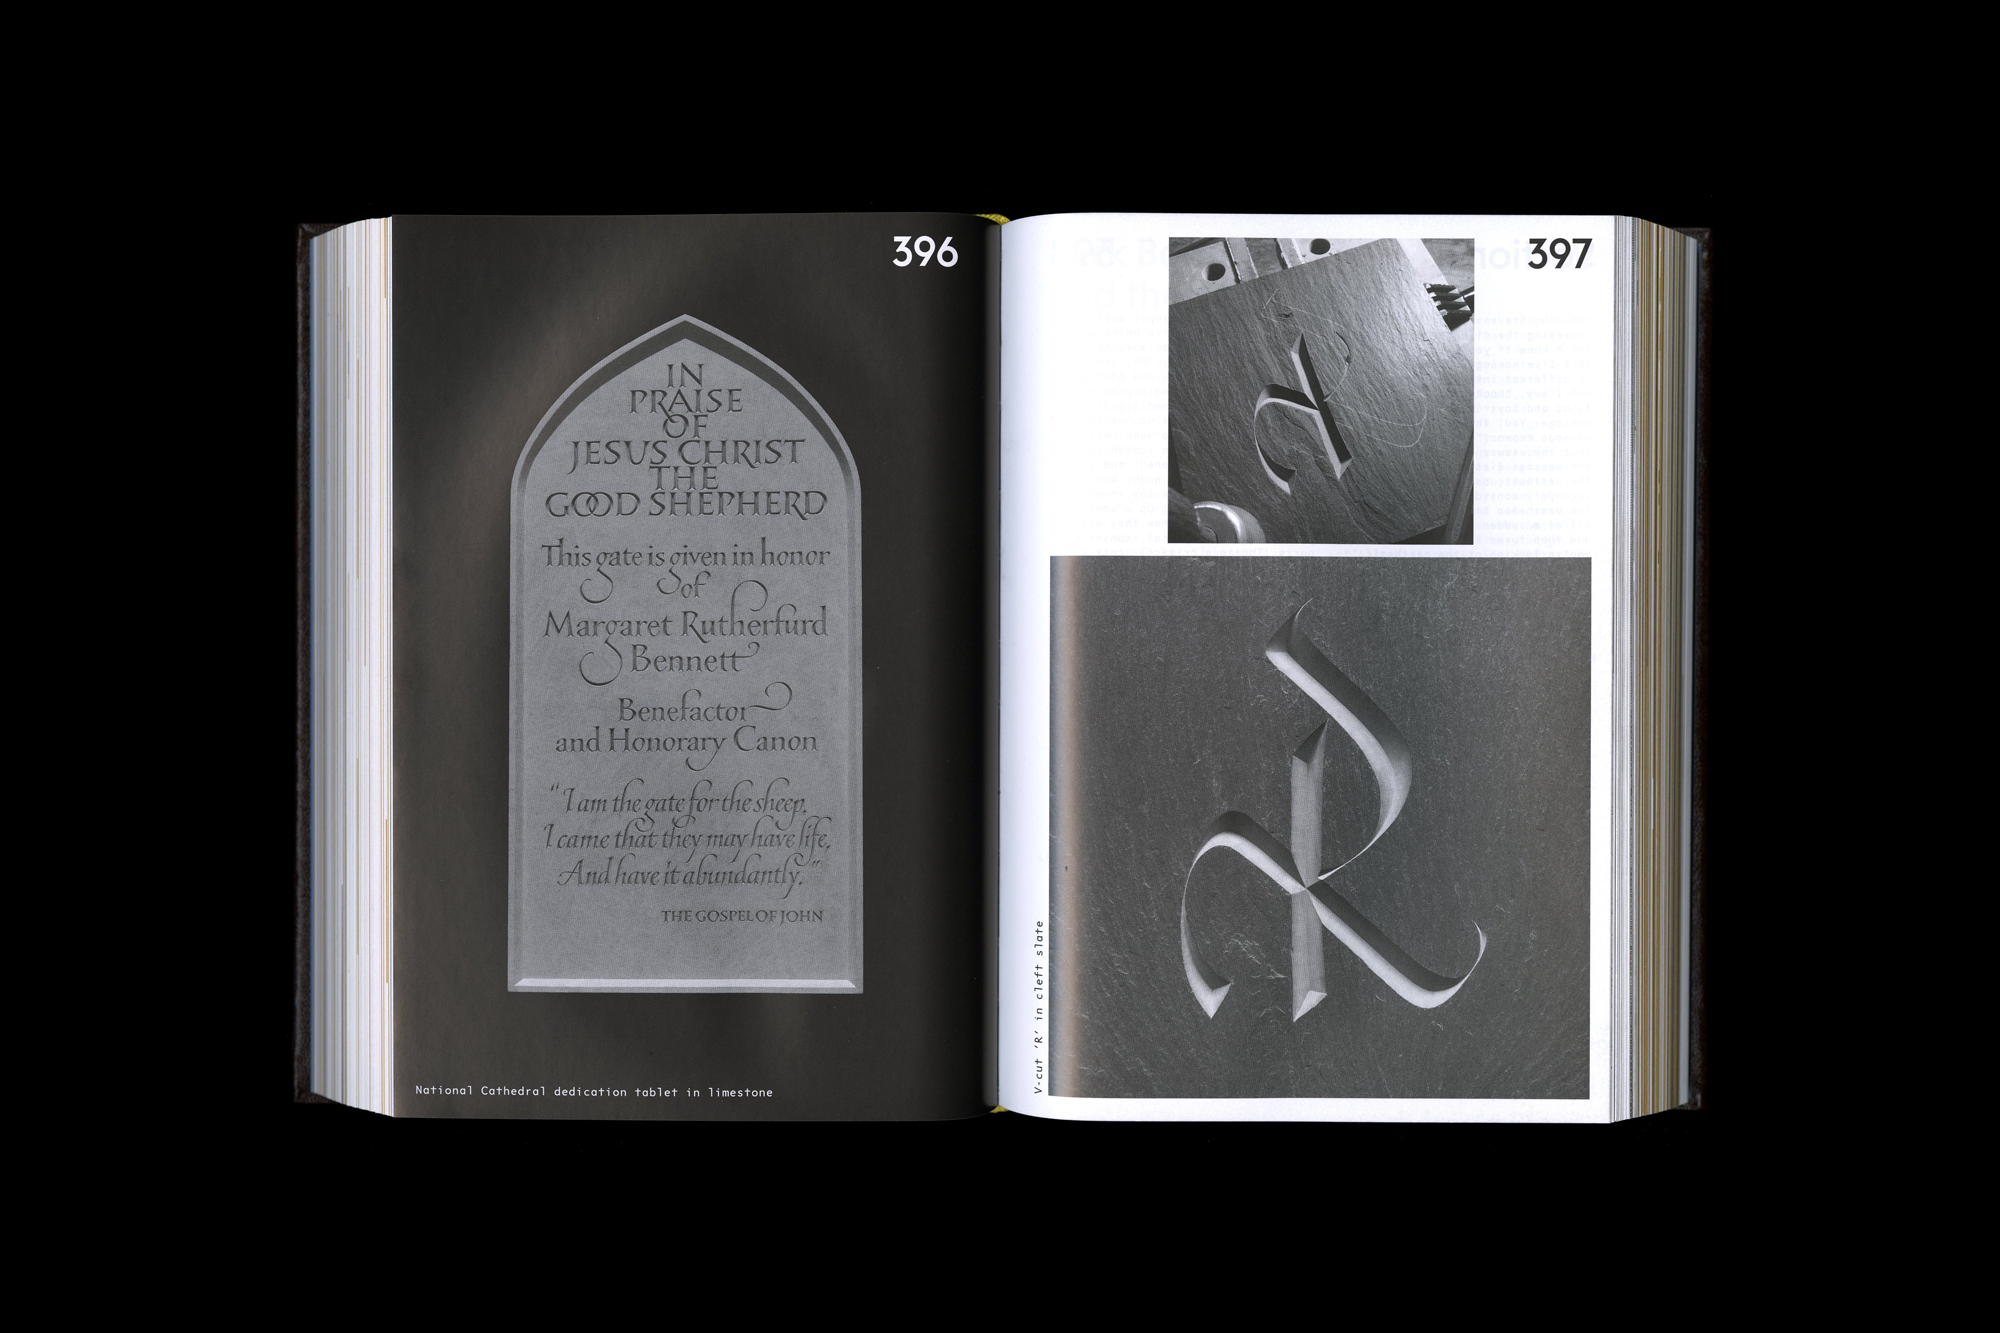 396
IN
PRAISE
OF
JESUS CHRIST
THE
GOOD SHEPHERD
This gate is given in honor
of
Margaret Rutherfurd
Bennett
Benefactor
and Honorary Canon
“I am the gate for the sheep.
I came that they may have life,
And have it abundantly.”
THE GOSPEL OF JOHN
National Cathedral dedication tablet in limestone
397
R
V-cut ‘R’ in cleft slate
R